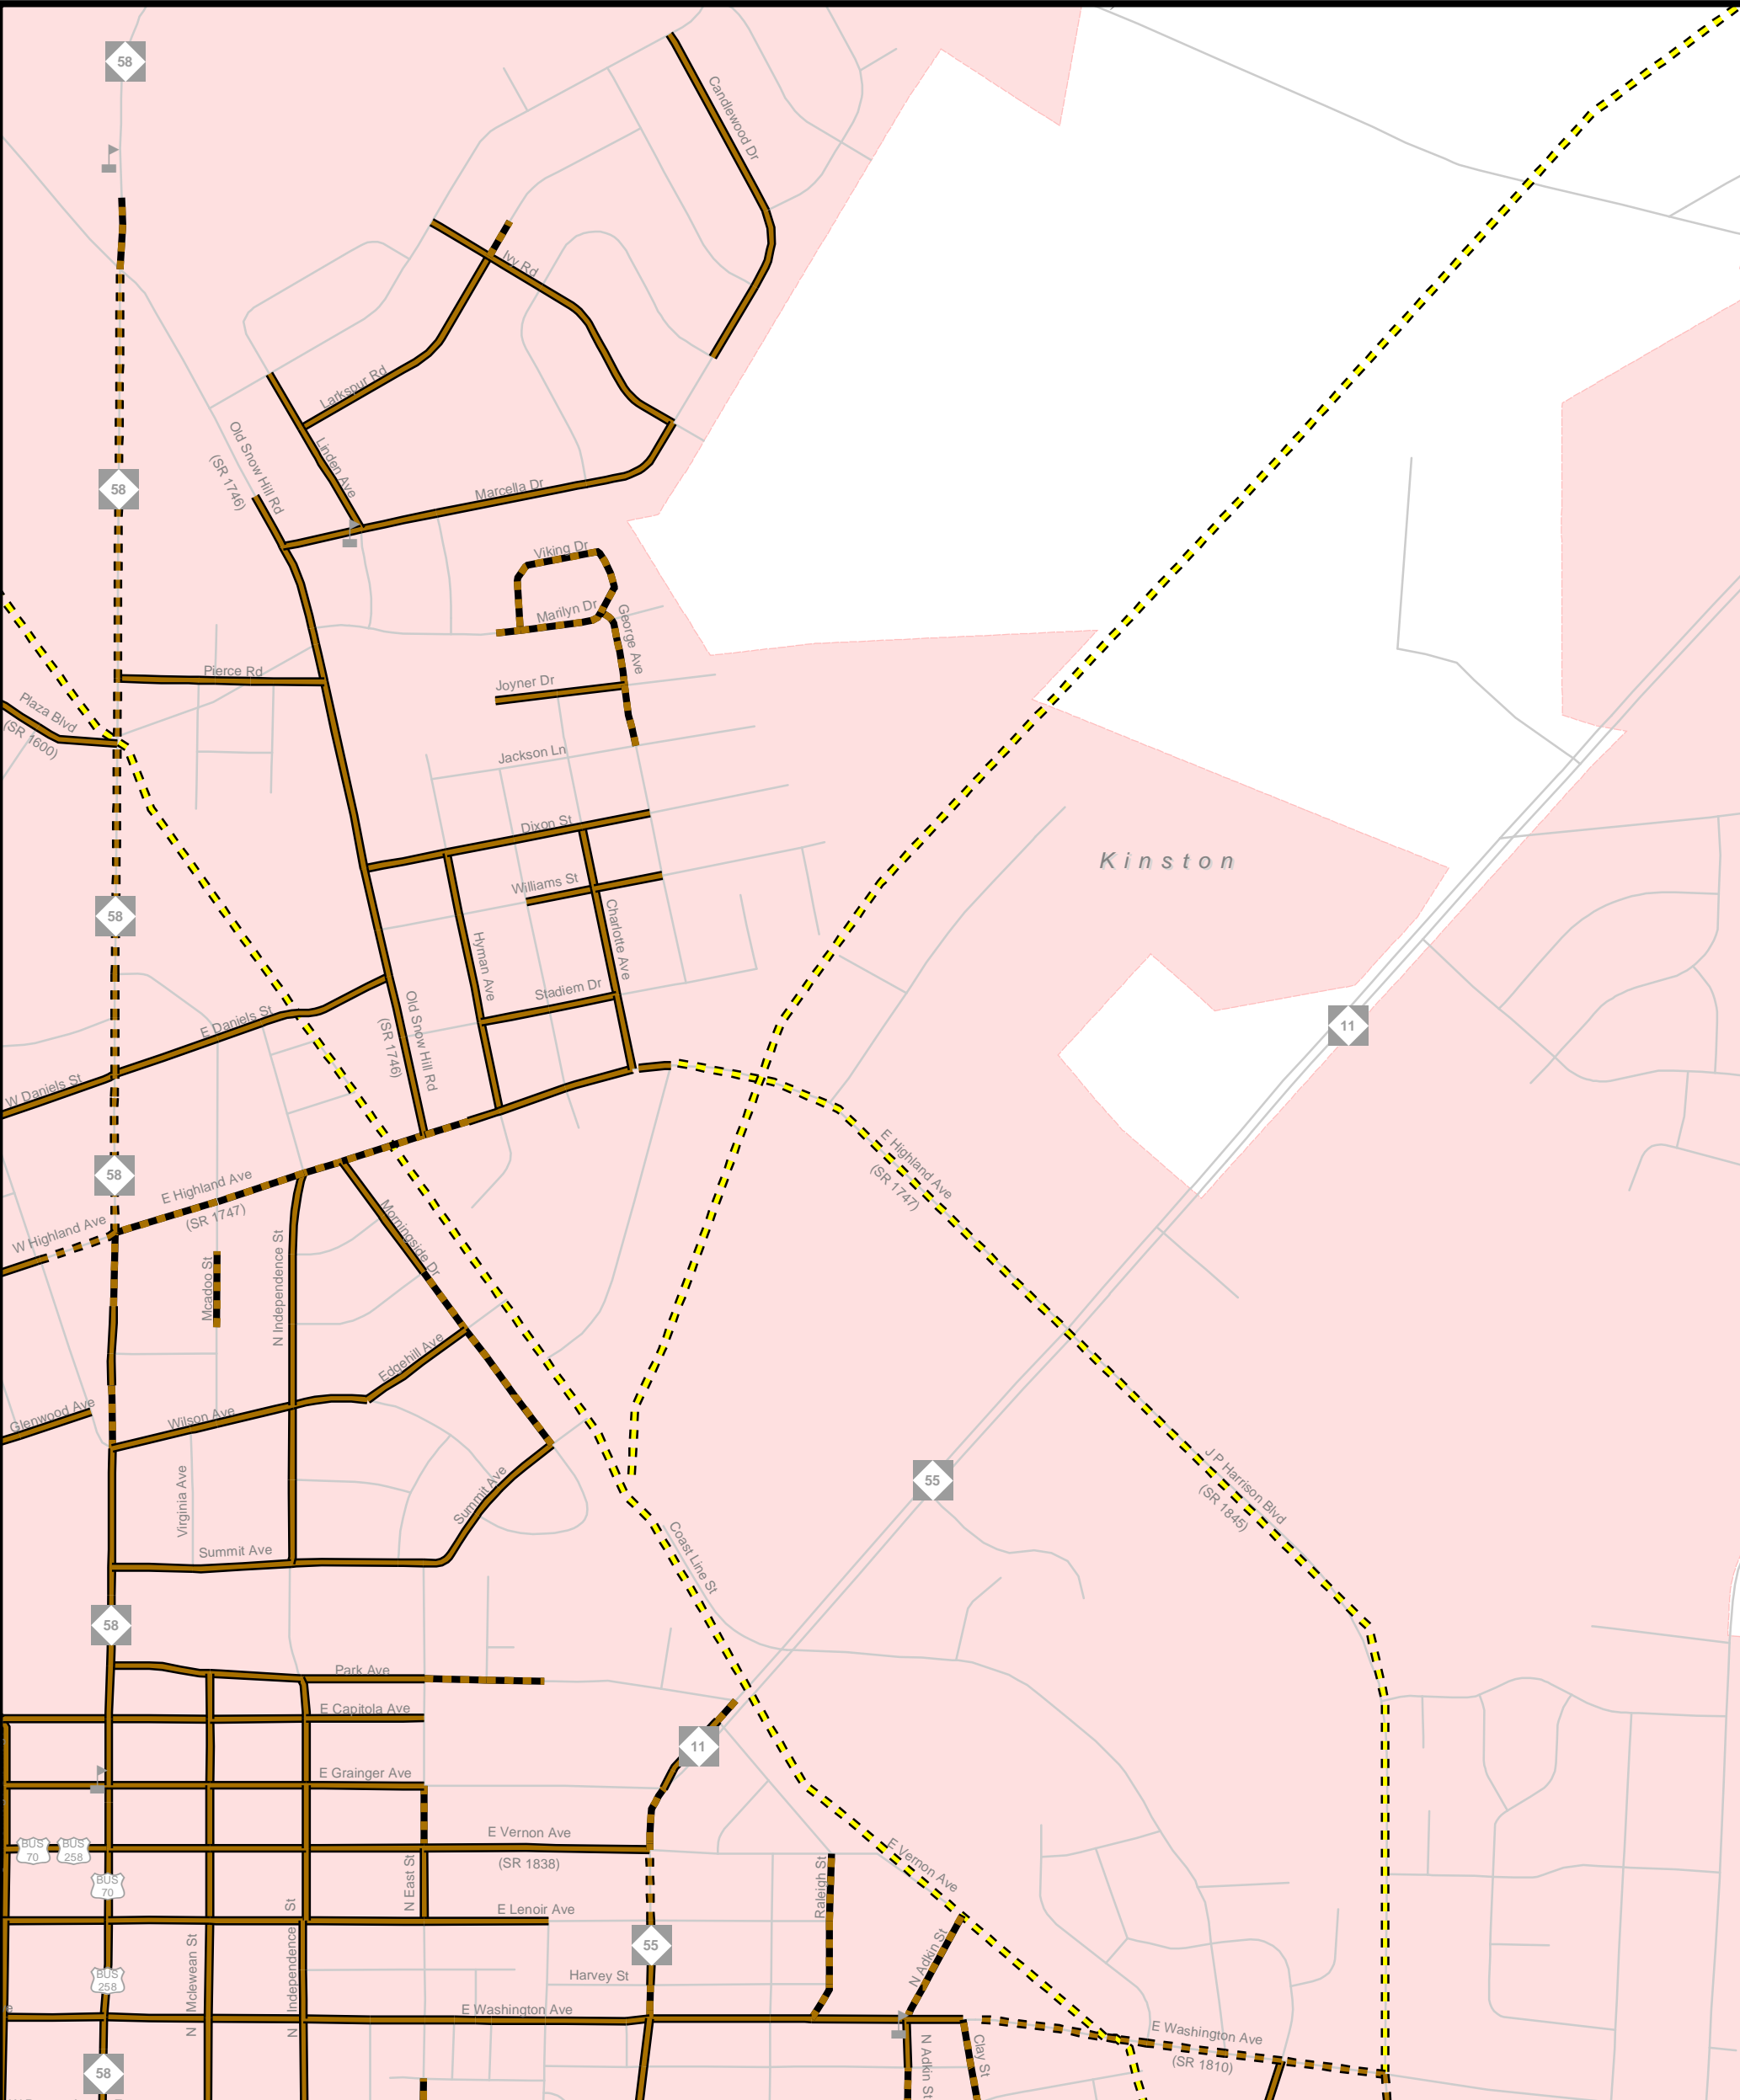 58
Candlewood Dr
Ivy Rd
Larkspur Rd
Linden Ave
Old Snow Hill Rd
(SR 1746)
58
Marcella Dr
Viking Dr
Marilyn Dr
George Ave
Pierce Rd
Joyner Dr
Plaza Blvd
(SR 1600)
Jackson Ln
Dixon St
Kinston
Williams St
58
Charlotte Ave
Hyman Ave
Stadiem Dr
Old Snow Hill Rd
(SR 1746)
E Daniels St
11
W Daniels St
E Highland Ave
(SR 1747)
58
E Highland Ave
(SR 1747)
W Highland Ave
Morningside Dr
Mcadoo St
N Independence St
Edgehill Ave
Glenwood Ave
Wilson Ave
Virginia Ave
Summit Ave
55
J P Harrison Blvd
(SR 1845)
Summit Ave
Coast Line St
58
Park Ave
E Capitola Ave
11
E Grainger Ave
E Vernon Ave
(SR 1838)
BUS
70
BUS
258
N East St
Raleigh St
E Vernon Ave
BUS
70
E Lenoir Ave
55
N Adkin St
N Mclewean St
N Independence St
BUS
258
Harvey St
E Washington Ave
E Washington Ave
(SR 1810)
N Adkin St
Clay St
58